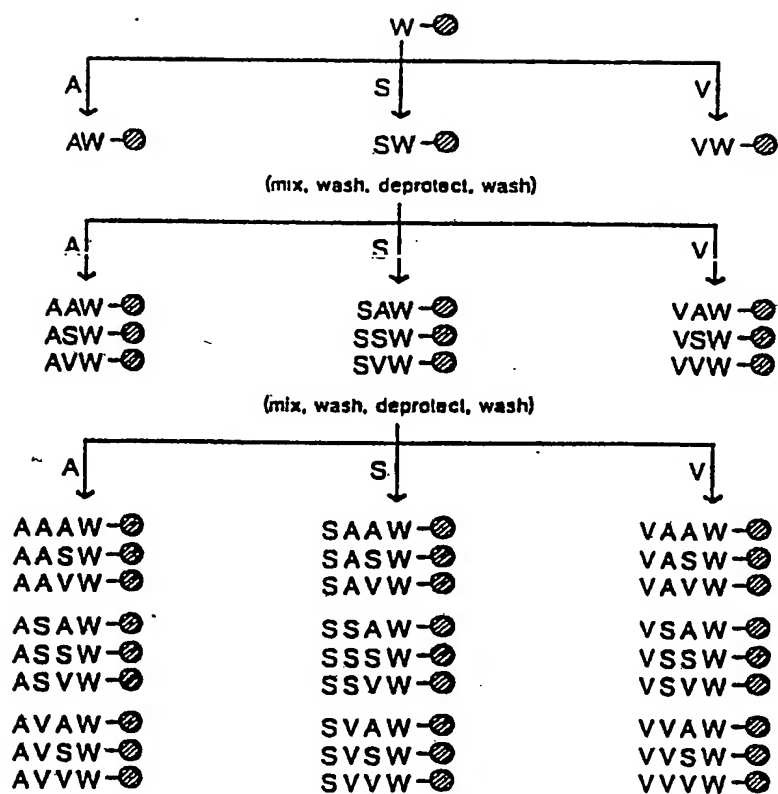 W
A S V
AW SW VW
(mix, wash, deprotect, wash)
A S V
AAW SAW VAW
ASW SSW VSW
AVW SVW VVW
(mix, wash, deprotect, wash)
A S V
AAAW SAAW VAAW
AASW SASW VASW
AAVW SAVW VAVW
ASAW SSAW VSAW
ASSW SSSW VSSW
ASVW SSVW VSVW
AVAW SVAW VVAW
AVSW SVSW VVSW
AVVW SVVW VVVW